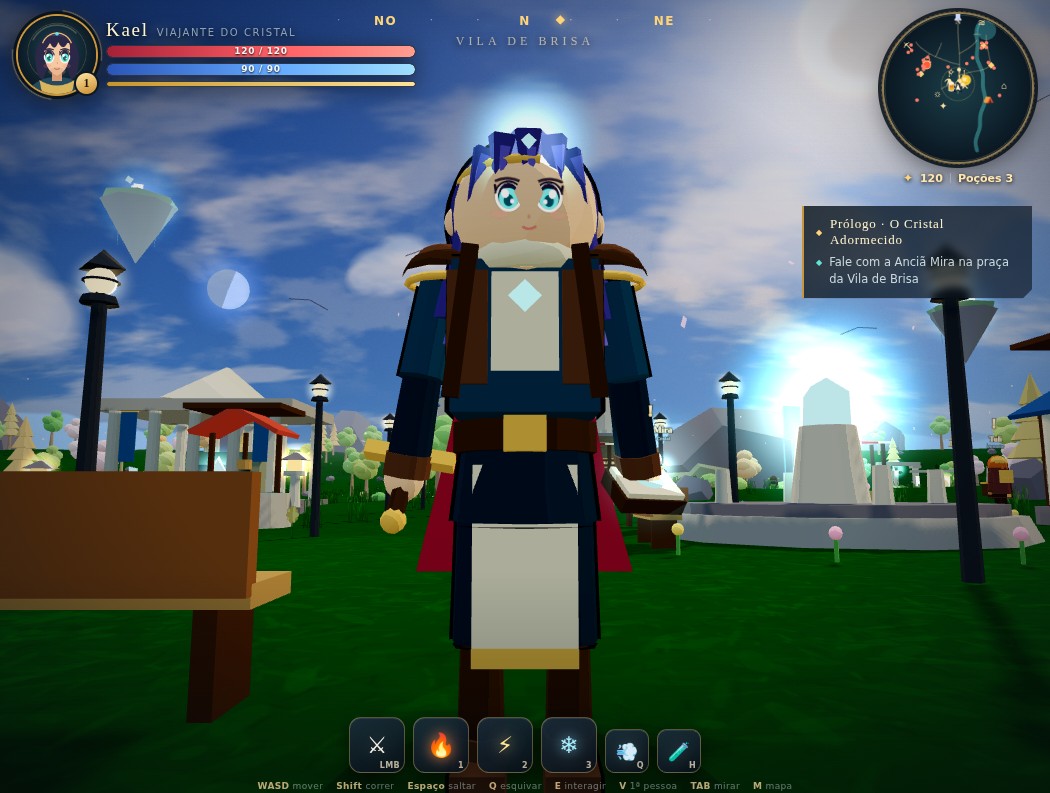 NO N NE
VILA DE BRISA
Kael VIAJANTE DO CRISTAL
120 / 120
90 / 90
1
120 | Poções 3
Prólogo · O Cristal
Adormecido
Fale com a Anciã Mira na praça
da Vila de Brisa
Mira
LMB 1 2 3 Q H
WASD mover Shift correr Espaço saltar Q esquivar E interagir V 1ª pessoa TAB mirar M mapa